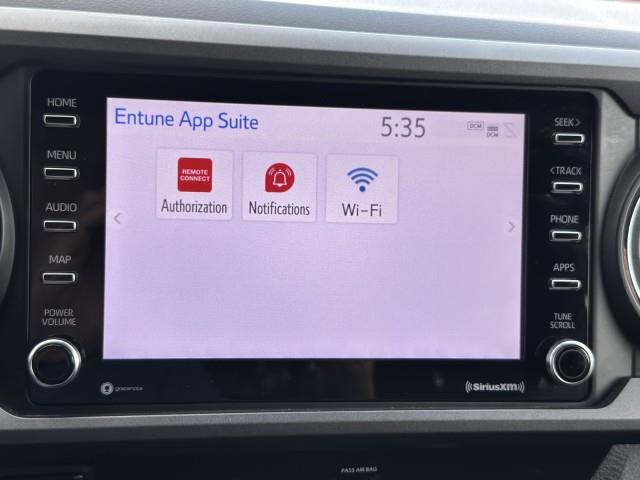 HOME
MENU
AUDIO
MAP
POWER
VOLUME
gracenote
Entune App Suite
5:35
DCM
DCM
REMOTE
CONNECT
Authorization
Notifications
Wi-Fi
SEEK>
<TRACK
PHONE
APPS
TUNE
SCROLL
((SiriusXM))
PASS AIR BAG